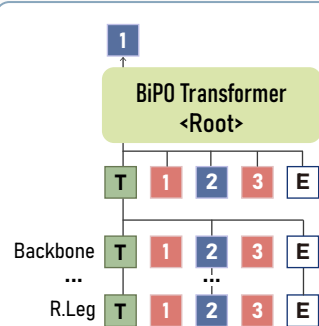 1
BiPO Transformer
<Root>
T 1 2 3 E
Backbone T 1 2 3 E
... ...
R.Leg T 1 2 3 E